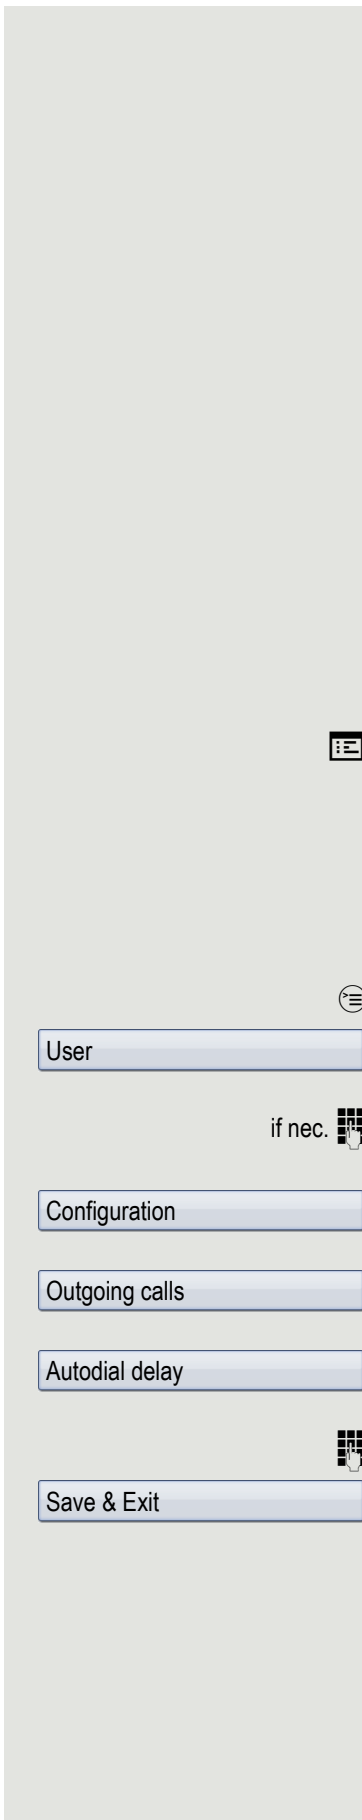 User
if nec.
Configuration
Outgoing calls
Autodial delay
Save & Exit